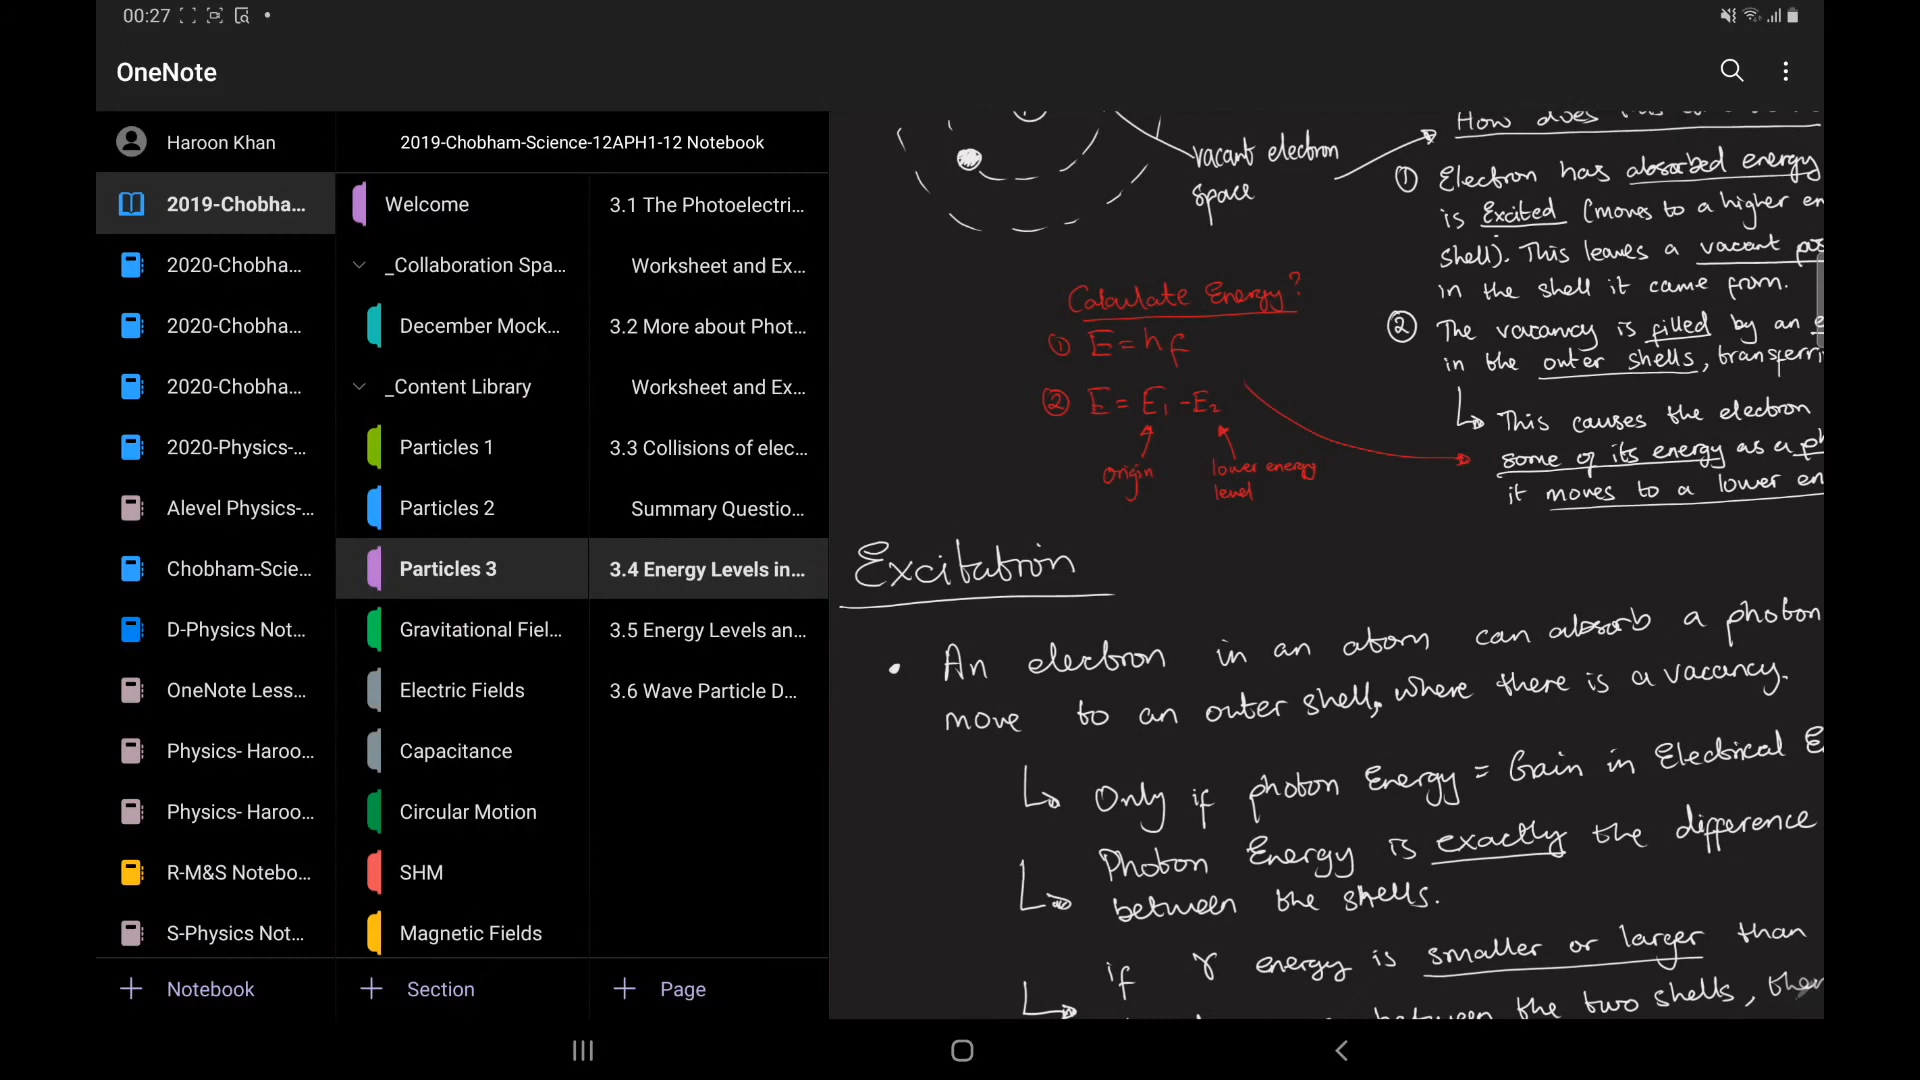 00:27
OneNote
Haroon Khan
2019-Chobha...
2020-Chobha...
2020-Chobha...
2020-Chobha...
2020-Physics-...
Alevel Physics-...
Chobham-Scie...
D-Physics Not...
OneNote Less...
Physics- Haroo...
Physics- Haroo...
R-M&S Notebo...
S-Physics Not...
Notebook
2019-Chobham-Science-12APH1-12 Notebook
Welcome
_Collaboration Spa...
December Mock...
_Content Library
Particles 1
Particles 2
Particles 3
Gravitational Fiel...
Electric Fields
Capacitance
Circular Motion
SHM
Magnetic Fields
Section
3.1 The Photoelectri...
Worksheet and Ex...
3.2 More about Phot...
Worksheet and Ex...
3.3 Collisions of elec...
Summary Questio...
3.4 Energy Levels in...
3.5 Energy Levels an...
3.6 Wave Particle D...
Page
vacant electron
space
How does
① Electron has absorbed energy
is Excited (moves to a higher en
shell). This leaves a vacant pos
in the shell it came from.
② The vacancy is filled by an e
in the outer shells, transferri
This causes the electron
some of its energy as a ph
it moves to a lower en
Calculate Energy?
① E = hf
② E = E₁ - E₂
origin
lower energy
level
Excitation
• An electron in an atom can absorb a photon
move to an outer shell, where there is a vacancy.
Only if photon Energy = Gain in Electrical E
Photon Energy is exactly the difference
between the shells.
if γ energy is smaller or larger than
between the two shells, then